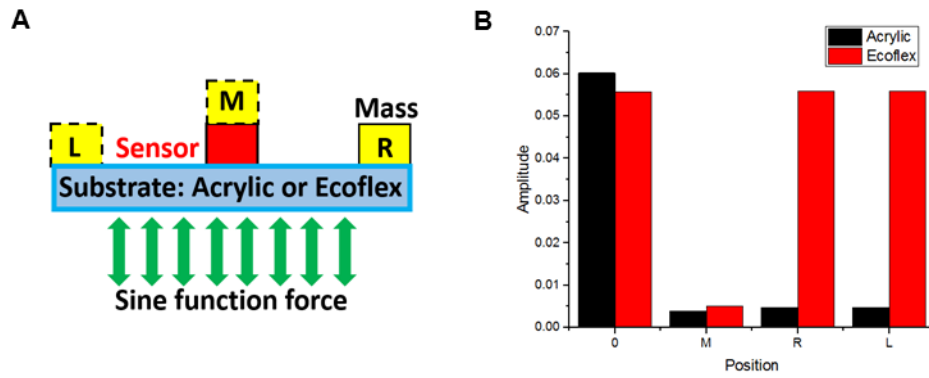 A
M
Mass
L
Sensor
R
Substrate: Acrylic or Ecoflex
Sine function force
B
Acrylic
Ecoflex
0.07
0.06
0.05
0.04
0.03
0.02
0.01
0.00
Amplitude
0 M R L
Position